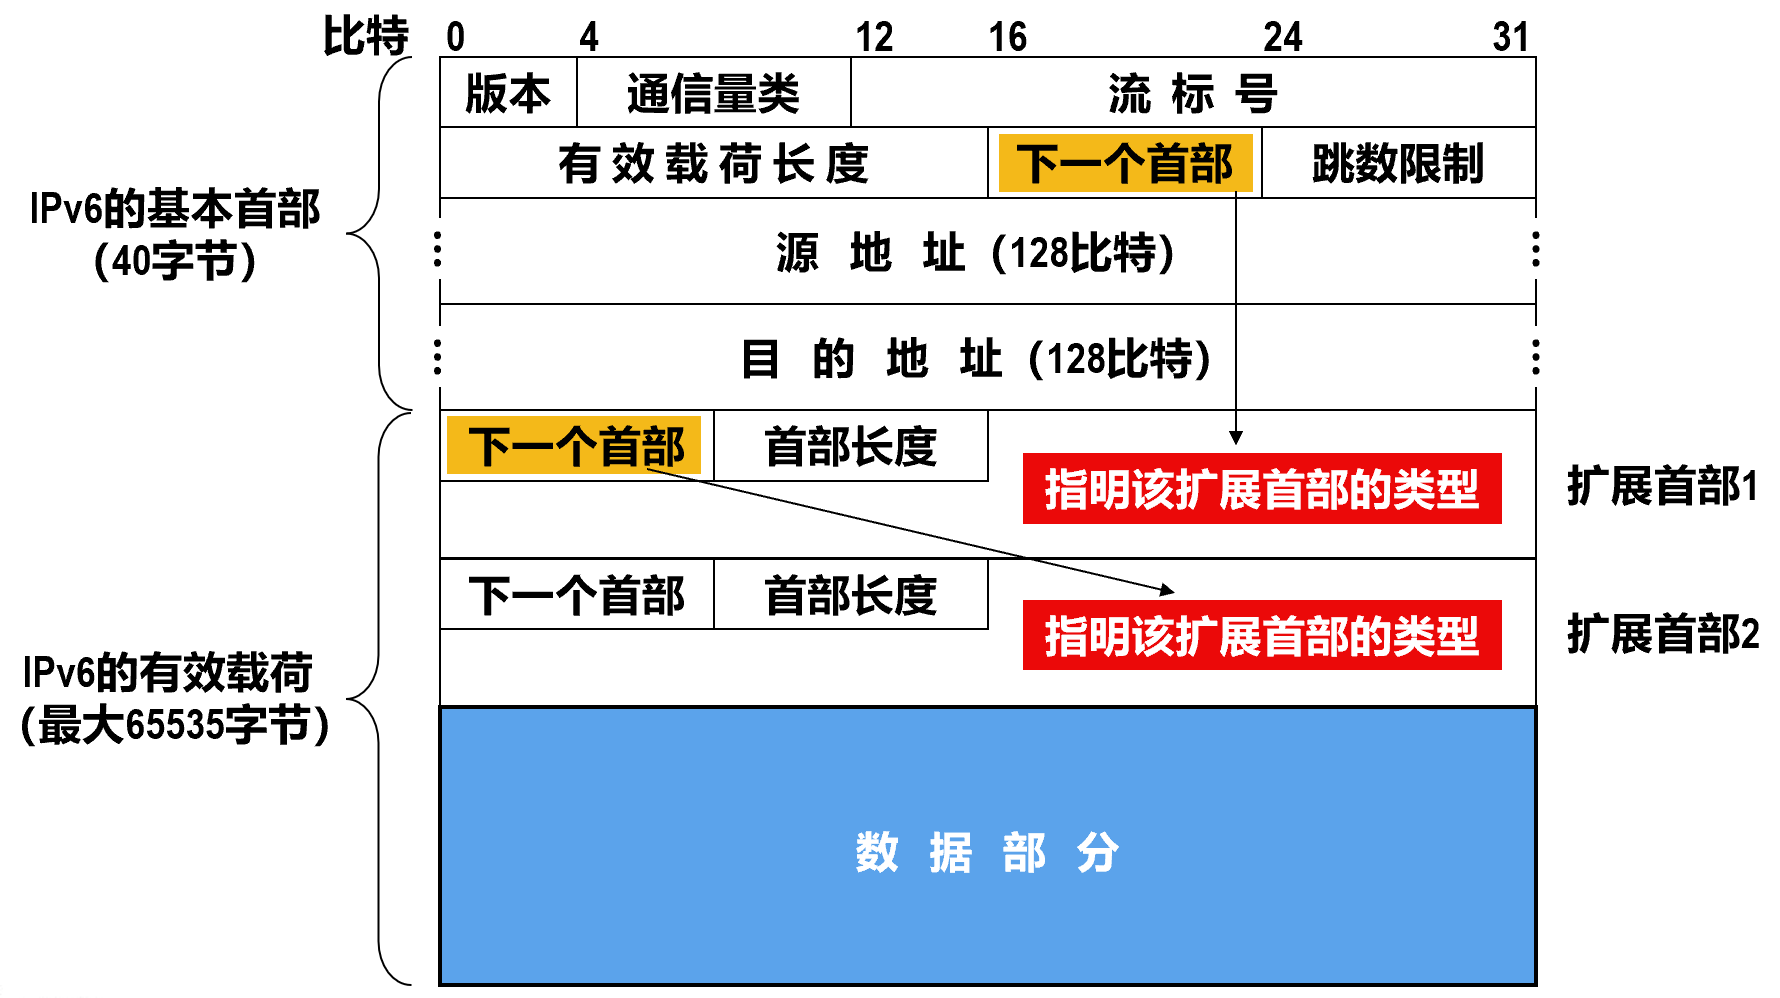 比特 0 4 12 16 24 31
版本 通信量类 流标号
有效载荷长度 下一个首部 跳数限制
IPv6的基本首部
（40字节）
源地址（128比特）
目的地址（128比特）
下一个首部 首部长度
指明该扩展首部的类型 扩展首部1
下一个首部 首部长度
指明该扩展首部的类型 扩展首部2
IPv6的有效载荷
（最大65535字节）
数据部分